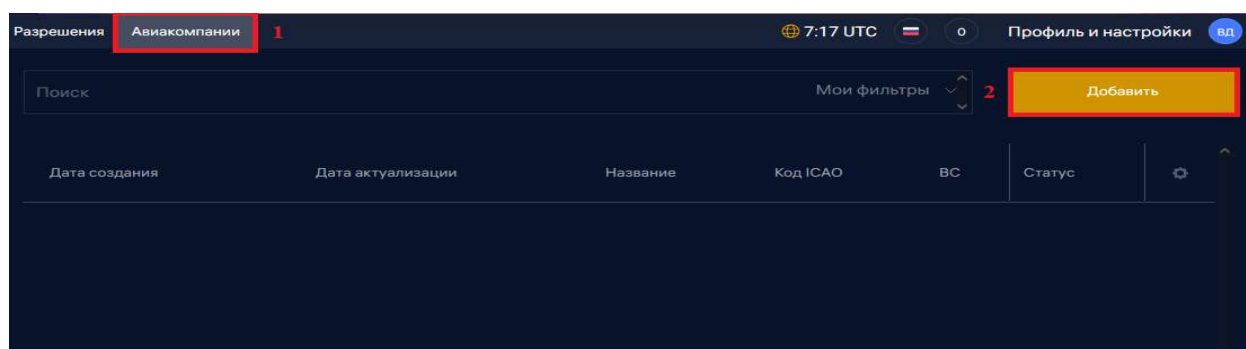 Разрешения Авиакомпании 1 7:17 UTC О Профиль и настройки ВД
Поиск Мои фильтры 2 Добавить
Дата создания Дата актуализации Название Код ICAO ВС Статус